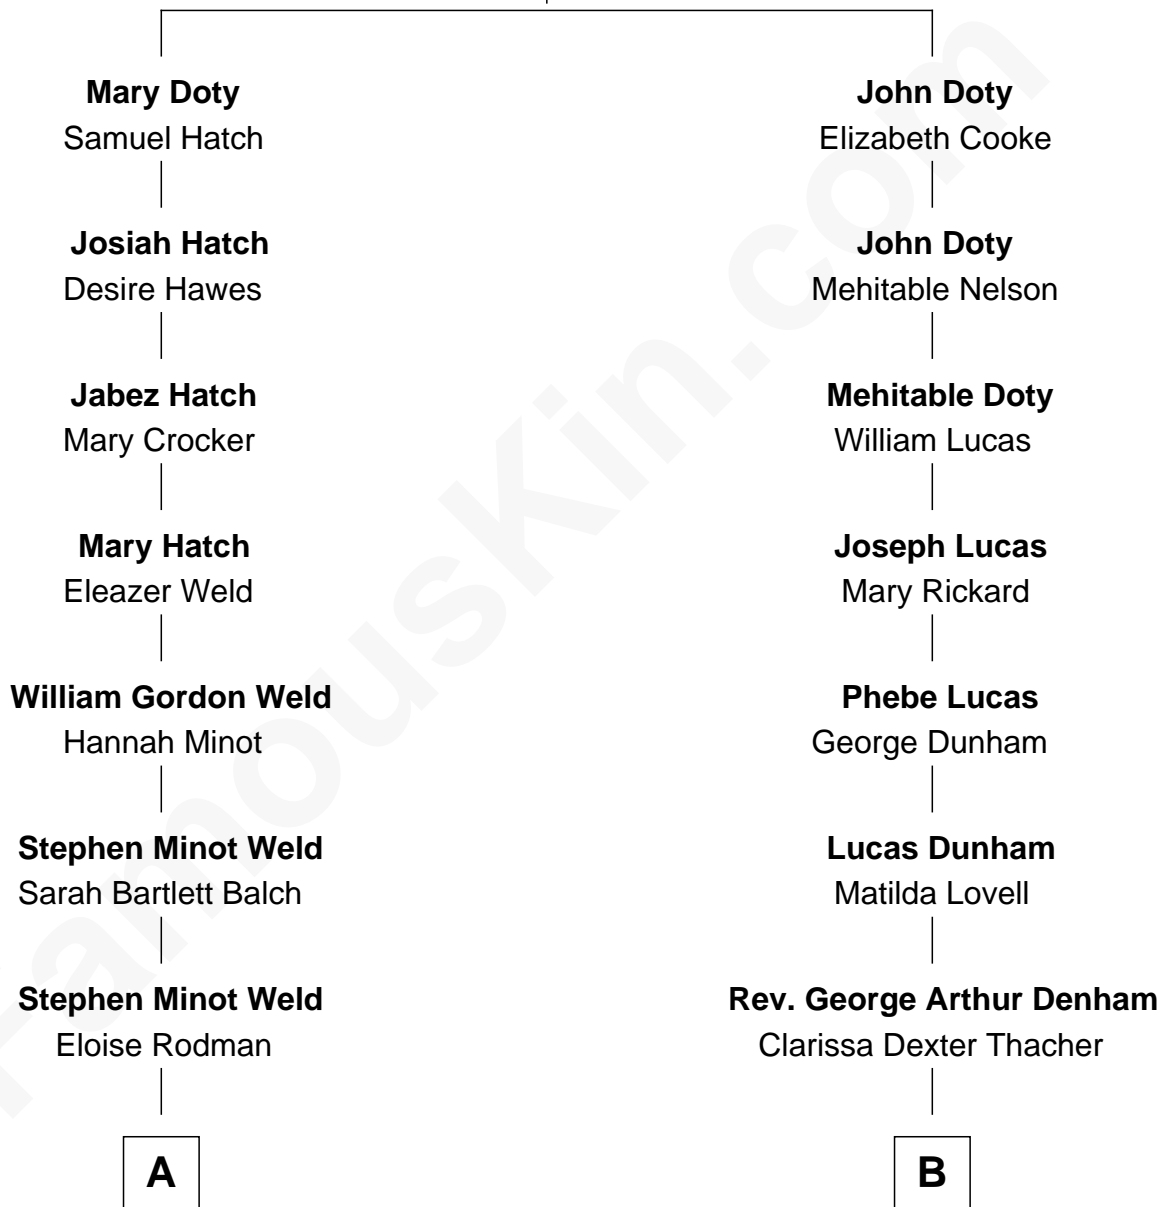 Mary Doty
Samuel Hatch
Josiah Hatch
Desire Hawes
Jabez Hatch
Mary Crocker
Mary Hatch
Eleazer Weld
William Gordon Weld
Hannah Minot
Stephen Minot Weld
Sarah Bartlett Balch
Stephen Minot Weld
Eloise Rodman
A
John Doty
Elizabeth Cooke
John Doty
Mehitable Nelson
Mehitable Doty
William Lucas
Joseph Lucas
Mary Rickard
Phebe Lucas
George Dunham
Lucas Dunham
Matilda Lovell
Rev. George Arthur Denham
Clarissa Dexter Thacher
B
FamousKin.com